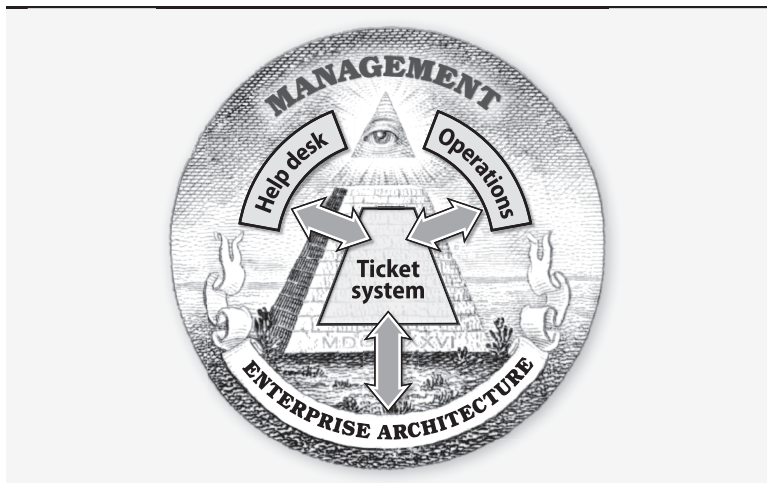 MANAGEMENT
Help desk
Operations
Ticket
system
ENTERPRISE ARCHITECTURE